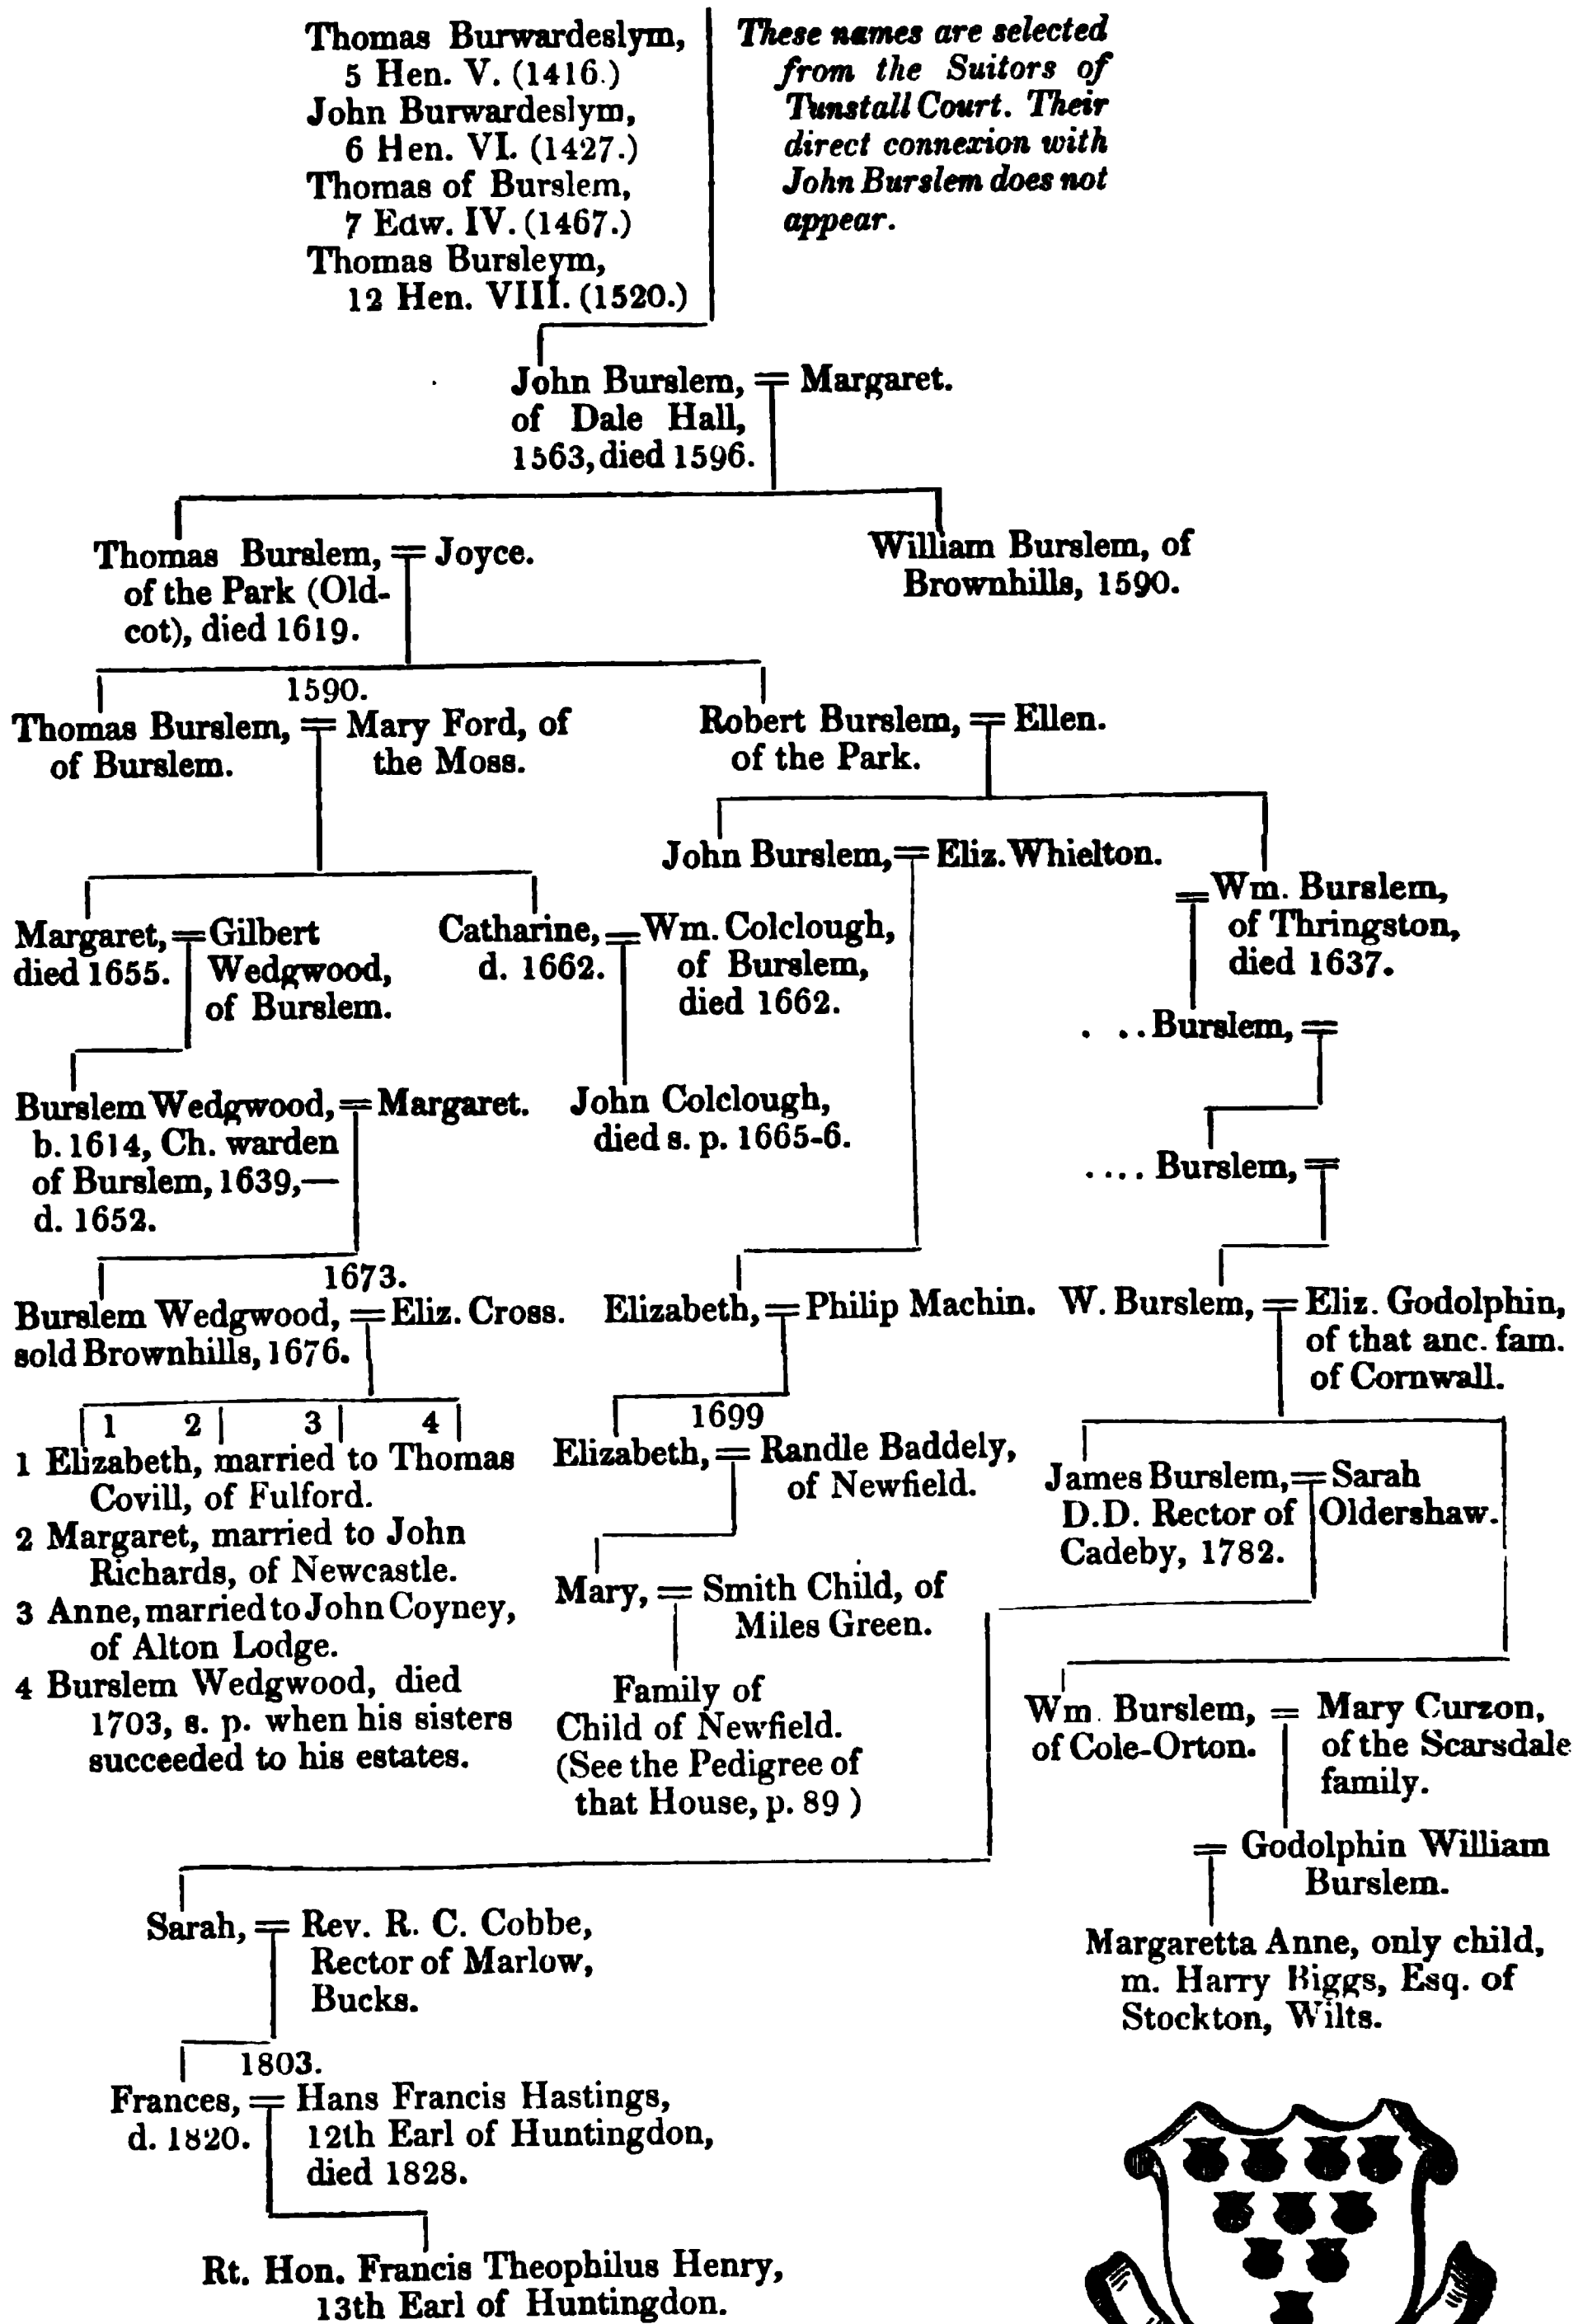 Thomas Burwardeslym,
5 Hen. V. (1416.)
John Burwardeslym,
6 Hen. VI. (1427.)
Thomas of Burslem,
7 Edw. IV. (1467.)
Thomas Bursleym,
12 Hen. VIII. (1520.)
These names are selected
from the Suitors of
Tunstall Court. Their
direct connexion with
John Burslem does not
appear.
John Burslem, = Margaret.
of Dale Hall,
1563, died 1596.
Thomas Burslem, = Joyce.
of the Park (Old-
cot), died 1619.
William Burslem, of
Brownhills, 1590.
1590.
Thomas Burslem, = Mary Ford, of
of Burslem. the Moss.
Robert Burslem, = Ellen.
of the Park.
John Burslem, = Eliz. Whielton.
= Wm. Burslem,
of Thringston,
died 1637.
Margaret, = Gilbert
died 1655. Wedgwood,
of Burslem.
Catharine, = Wm. Colclough,
d. 1662. of Burslem,
died 1662.
. . . Burslem, =
Burslem Wedgwood, = Margaret.
b. 1614, Ch. warden
of Burslem, 1639,—
d. 1652.
John Colclough,
died s. p. 1665-6.
. . . . Burslem, =
1673.
Burslem Wedgwood, = Eliz. Cross.
sold Brownhills, 1676.
Elizabeth, = Philip Machin.
W. Burslem, = Eliz. Godolphin,
of that anc. fam.
of Cornwall.
1 2 3 4
1 Elizabeth, married to Thomas
Covill, of Fulford.
2 Margaret, married to John
Richards, of Newcastle.
3 Anne, married to John Coyney,
of Alton Lodge.
4 Burslem Wedgwood, died
1703, s. p. when his sisters
succeeded to his estates.
1699
Elizabeth, = Randle Baddely,
of Newfield.
James Burslem, = Sarah
D.D. Rector of Oldershaw.
Cadeby, 1782.
Mary, = Smith Child, of
Miles Green.
Family of
Child of Newfield.
(See the Pedigree of
that House, p. 89 )
Wm. Burslem, = Mary Curzon,
of Cole-Orton. of the Scarsdale
family.
= Godolphin William
Burslem.
Sarah, = Rev. R. C. Cobbe,
Rector of Marlow,
Bucks.
Margaretta Anne, only child,
m. Harry Biggs, Esq. of
Stockton, Wilts.
1803.
Frances, = Hans Francis Hastings,
d. 1820. 12th Earl of Huntingdon,
died 1828.
Rt. Hon. Francis Theophilus Henry,
13th Earl of Huntingdon.